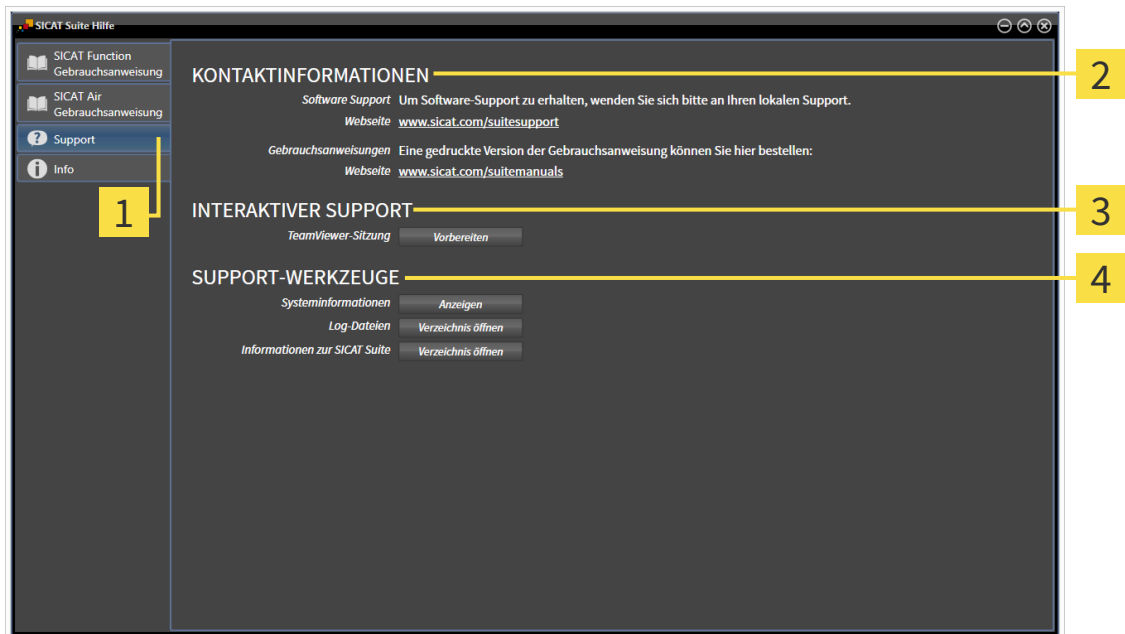 SICAT Suite Hilfe
SICAT Function
Gebrauchsanweisung
SICAT Air
Gebrauchsanweisung
Support
Info
1
KONTAKTINFORMATIONEN
2
Software Support Um Software-Support zu erhalten, wenden Sie sich bitte an Ihren lokalen Support.
Webseite www.sicat.com/suitesupport
Gebrauchsanweisungen Eine gedruckte Version der Gebrauchsanweisung können Sie hier bestellen:
Webseite www.sicat.com/suitemanuals
INTERAKTIVER SUPPORT
3
TeamViewer-Sitzung Vorbereiten
SUPPORT-WERKZEUGE
4
Systeminformationen Anzeigen
Log-Dateien Verzeichnis öffnen
Informationen zur SICAT Suite Verzeichnis öffnen